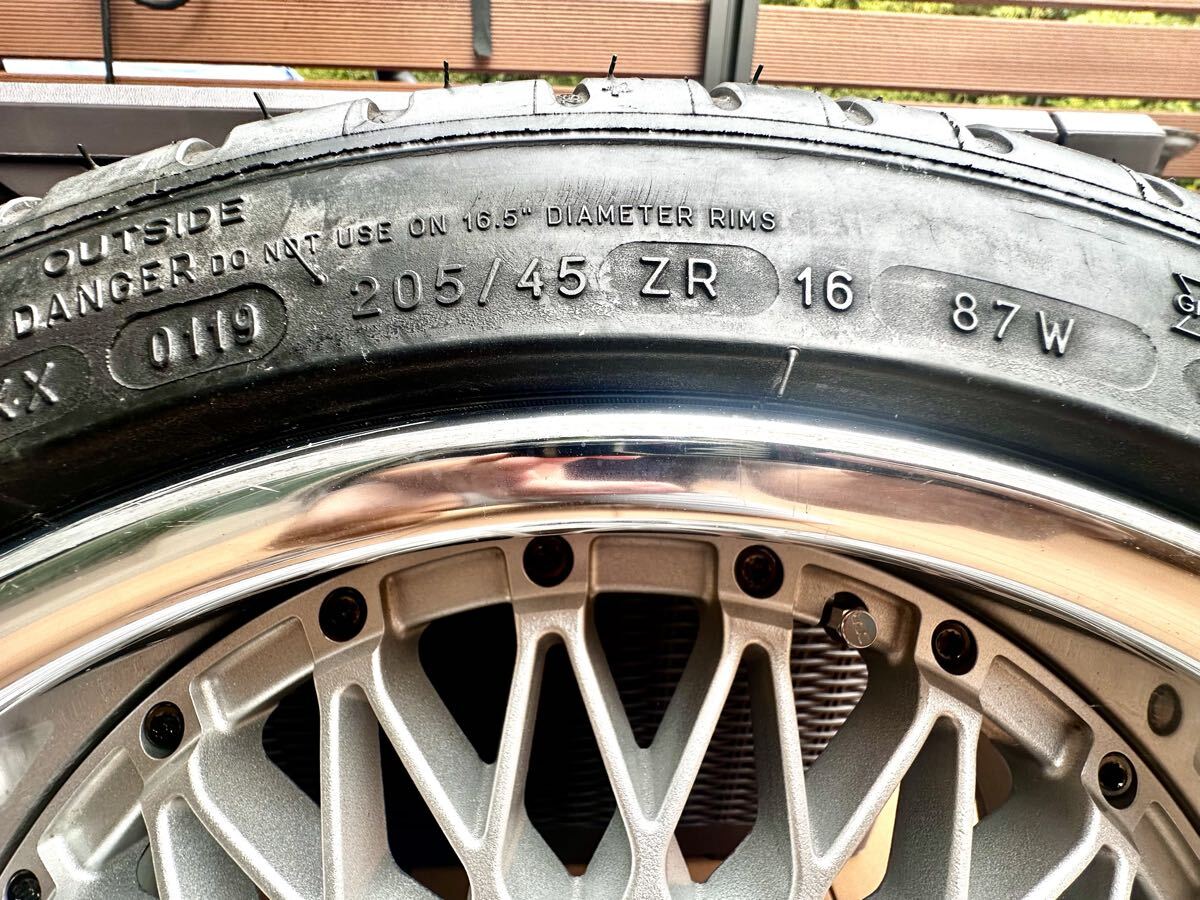 OUTSIDE
DANGER DO NOT USE ON 16.5" DIAMETER RIMS
0119 205/45 ZR 16 87W